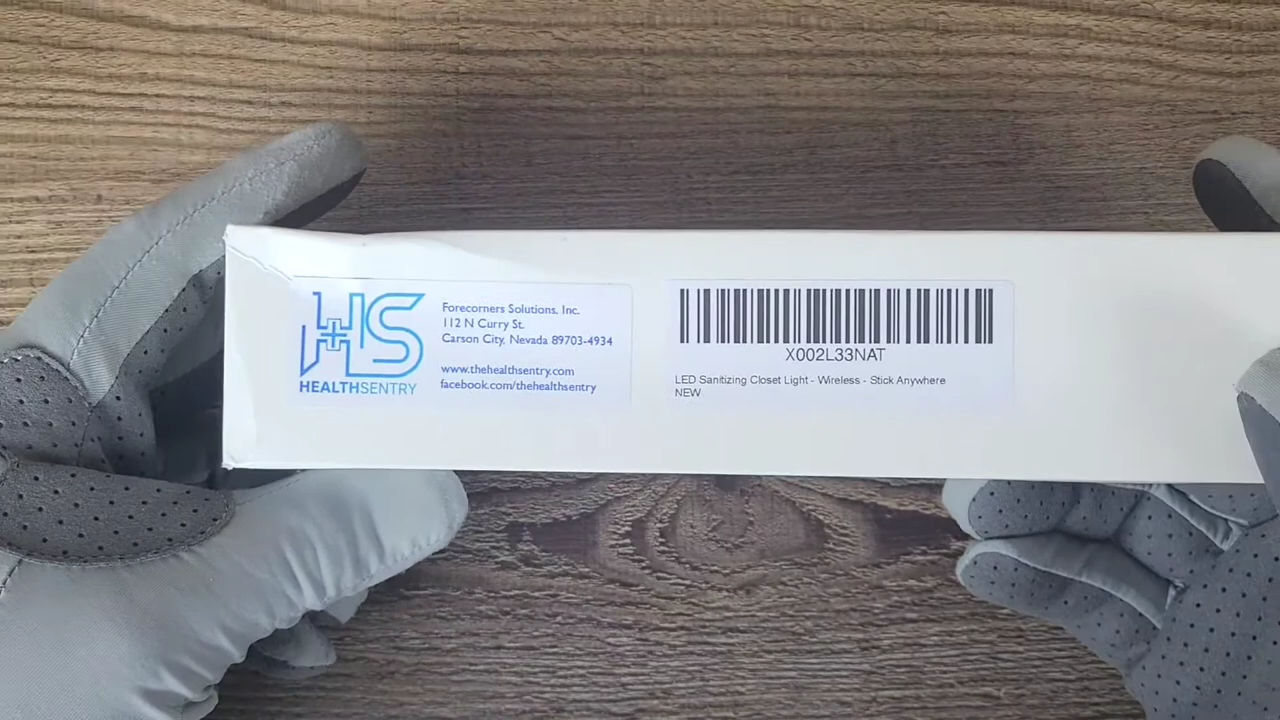 H+S
HEALTHSENTRY
Forecorners Solutions, Inc.
112 N Curry St.
Carson City, Nevada 89703-4934
www.thehealthsentry.com
facebook.com/thehealthsentry
X002L33NAT
LED Sanitizing Closet Light - Wireless - Stick Anywhere
NEW